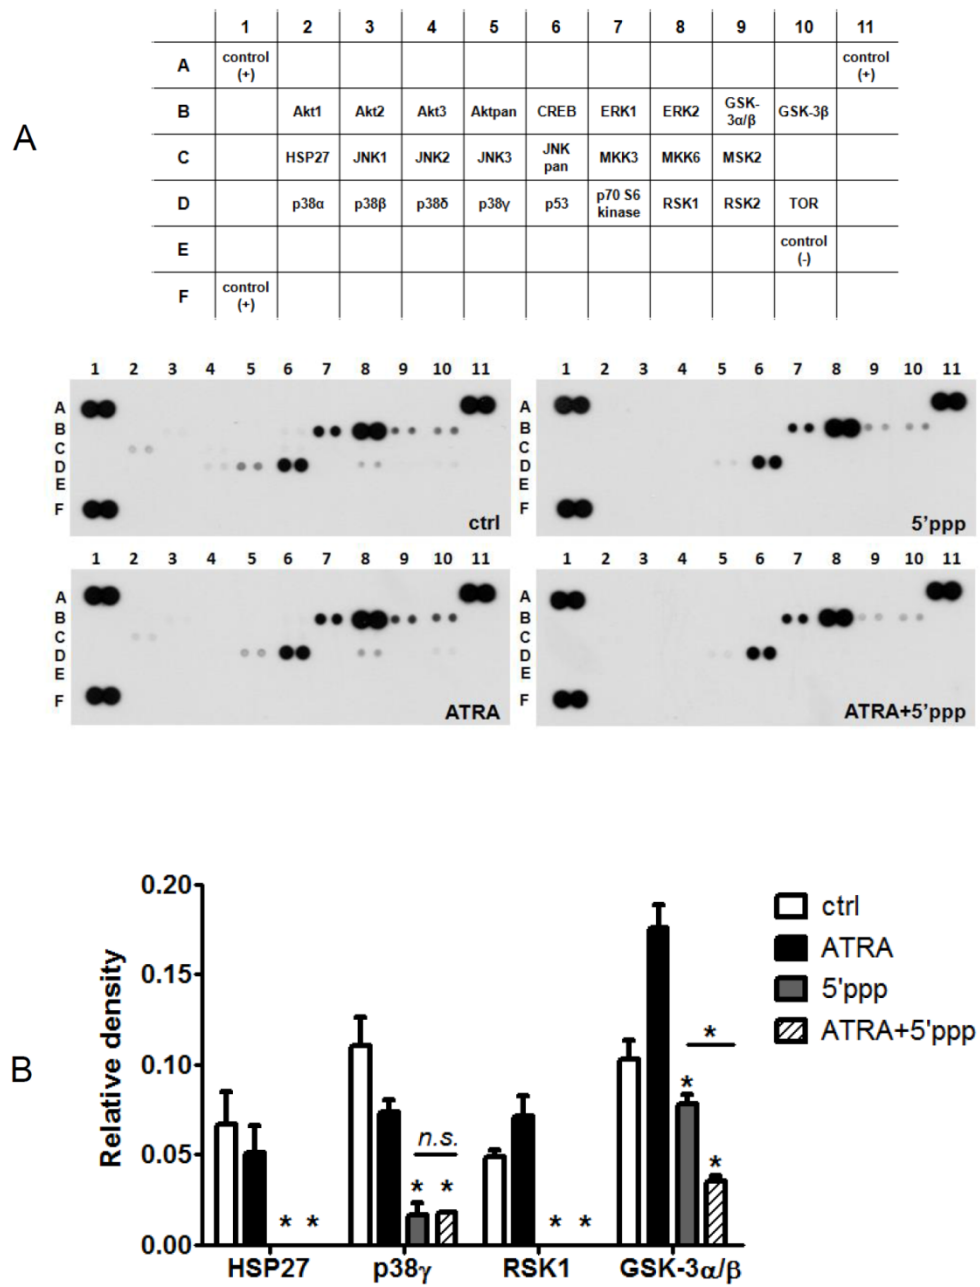 A
1 2 3 4 5 6 7 8 9 10 11
A control (+) control (+)
B Akt1 Akt2 Akt3 Aktpan CREB ERK1 ERK2 GSK-3α/β GSK-3β
C HSP27 JNK1 JNK2 JNK3 JNK pan MKK3 MKK6 MSK2
D p38α p38β p38δ p38γ p53 p70 S6 kinase RSK1 RSK2 TOR
E control (-)
F control (+)
1 2 3 4 5 6 7 8 9 10 11
A
B
C
D
E
F
ctrl
1 2 3 4 5 6 7 8 9 10 11
A
B
C
D
E
F
5'ppp
1 2 3 4 5 6 7 8 9 10 11
A
B
C
D
E
F
ATRA
1 2 3 4 5 6 7 8 9 10 11
A
B
C
D
E
F
ATRA+5'ppp
B
Relative density
0.20
0.15
0.10
0.05
0.00
* *
n.s.
* *
* *
*
*
*
HSP27 p38γ RSK1 GSK-3α/β
ctrl
ATRA
5'ppp
ATRA+5'ppp